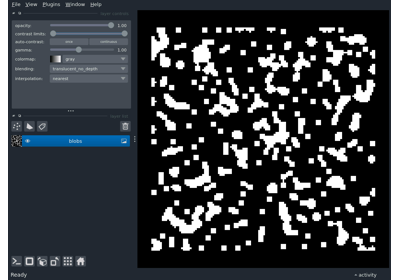 File View Plugins Window Help
opacity: 1.00
contrast limits:
auto-contrast: once continuous
gamma: 1.00
colormap: gray
blending: translucent_no_depth
interpolation: nearest
blobs
Ready
activity